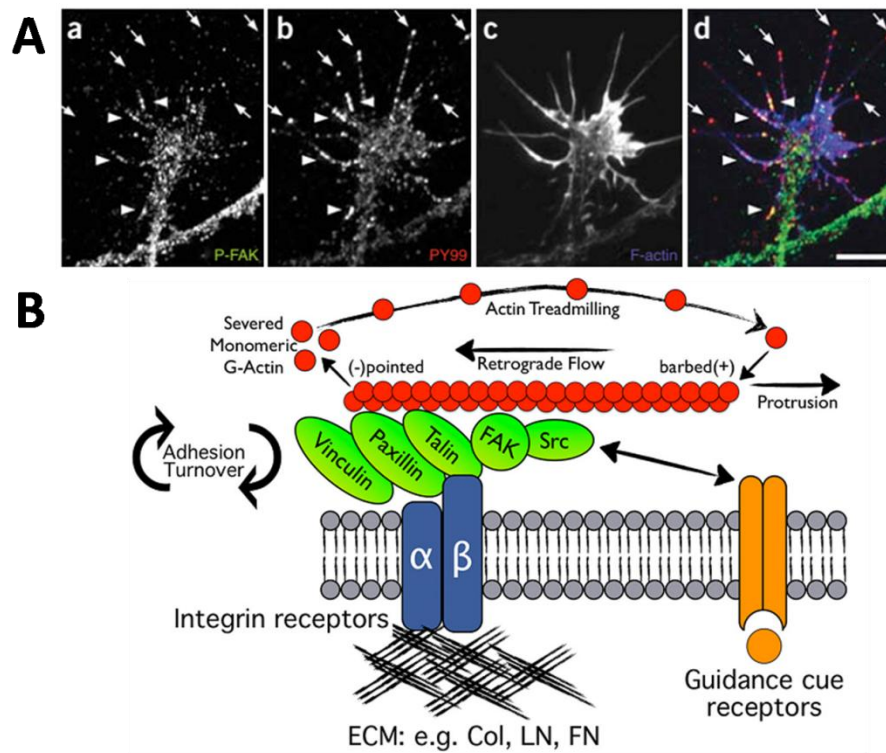 A
a
b
c
d
P-FAK
PY99
F-actin
B
Actin Treadmilling
Severed
Monomeric
G-Actin
(-)pointed
Retrograde Flow
barbed(+)
Protrusion
Adhesion
Turnover
Vinculin
Paxillin
Talin
FAK
Src
α
β
Integrin receptors
Guidance cue
receptors
ECM: e.g. Col, LN, FN